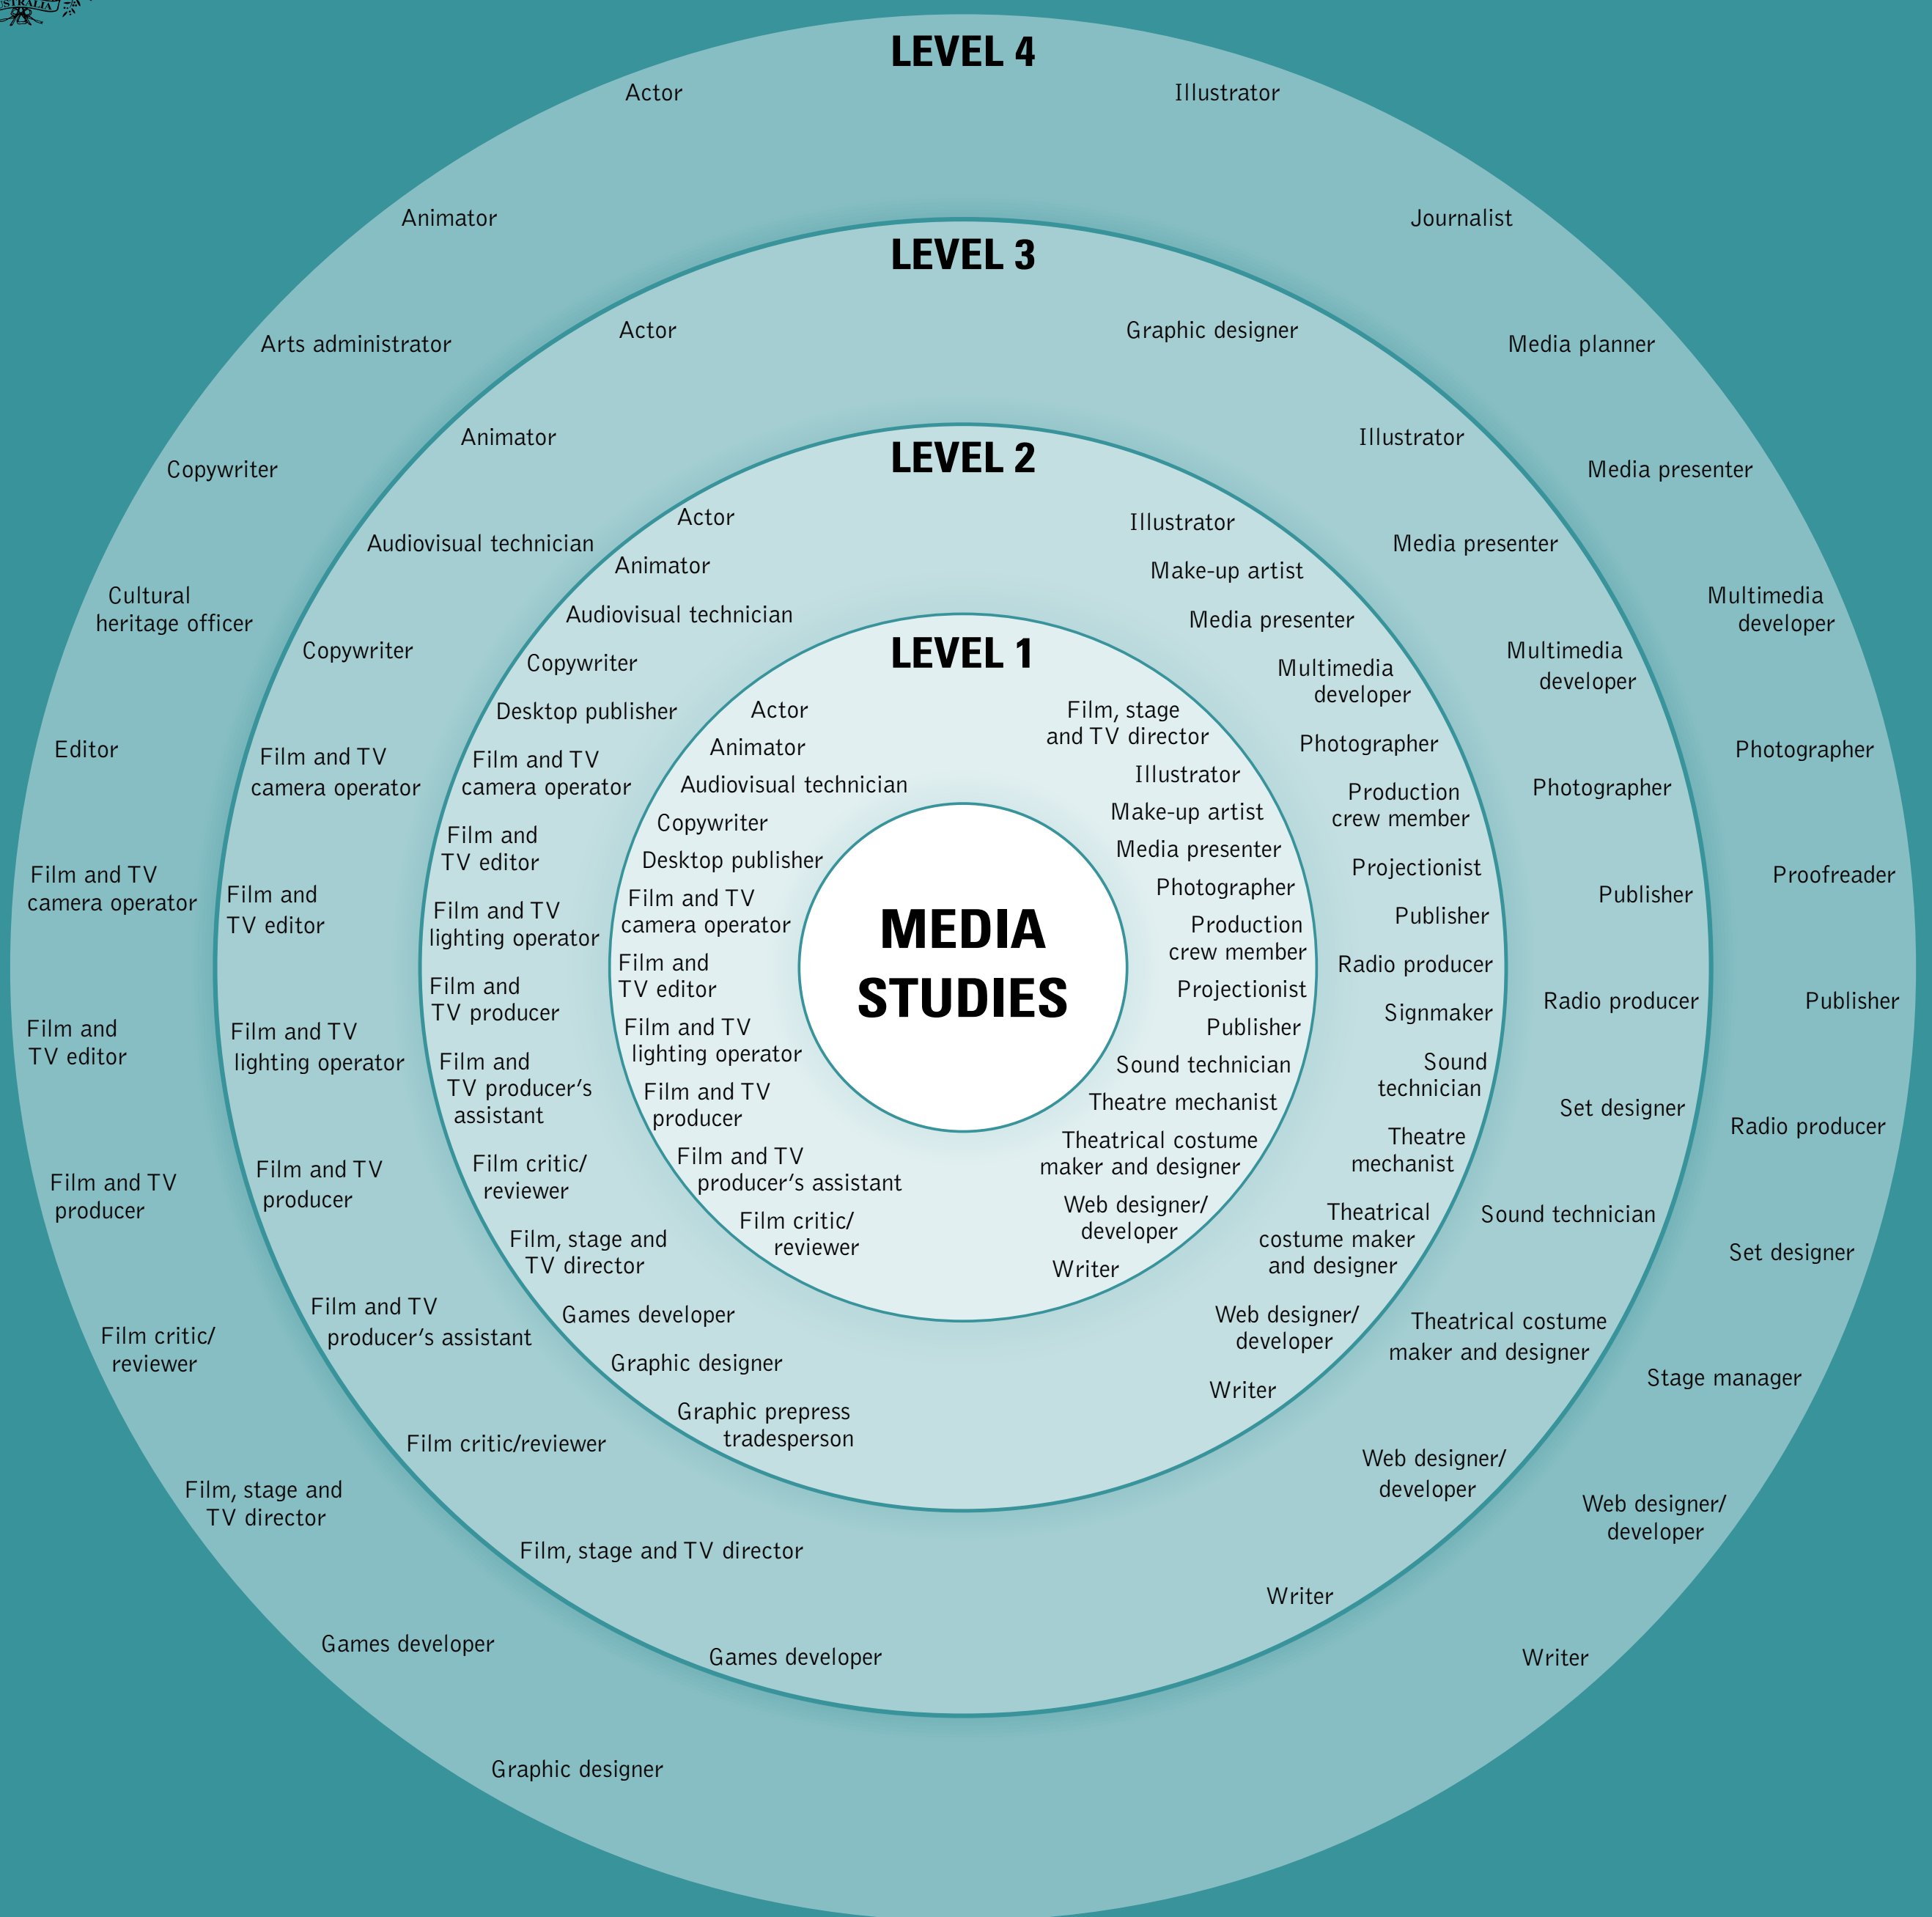 STRALIA
LEVEL 4
Actor
Animator
Arts administrator
Copywriter
Cultural
heritage officer
Editor
Film and TV
camera operator
Film and
TV editor
Film and TV
producer
Film critic/
reviewer
Film, stage and
TV director
Games developer
Graphic designer
Illustrator
Journalist
Media planner
Media presenter
Multimedia
developer
Photographer
Proofreader
Publisher
Radio producer
Set designer
Stage manager
Web designer/
developer
Writer
LEVEL 3
Actor
Animator
Audiovisual technician
Copywriter
Film and TV
camera operator
Film and
TV editor
Film and TV
lighting operator
Film and TV
producer
Film and TV
producer's assistant
Film critic/reviewer
Film, stage and TV director
Games developer
Graphic designer
Illustrator
Media presenter
Multimedia
developer
Photographer
Publisher
Radio producer
Set designer
Sound technician
Theatrical costume
maker and designer
Web designer/
developer
Writer
LEVEL 2
Actor
Animator
Audiovisual technician
Copywriter
Desktop publisher
Film and TV
camera operator
Film and
TV editor
Film and TV
lighting operator
Film and
TV producer
Film and
TV producer's
assistant
Film critic/
reviewer
Film, stage and
TV director
Games developer
Graphic designer
Graphic prepress
tradesperson
Illustrator
Make-up artist
Media presenter
Multimedia
developer
Photographer
Production
crew member
Projectionist
Publisher
Radio producer
Signmaker
Sound
technician
Theatre
mechanist
Theatrical
costume maker
and designer
Web designer/
developer
Writer
LEVEL 1
Actor
Animator
Audiovisual technician
Copywriter
Desktop publisher
Film and TV
camera operator
Film and
TV editor
Film and TV
lighting operator
Film and TV
producer
Film and TV
producer's assistant
Film critic/
reviewer
Film, stage
and TV director
Illustrator
Make-up artist
Media presenter
Photographer
Production
crew member
Projectionist
Publisher
Sound technician
Theatre mechanist
Theatrical costume
maker and designer
Web designer/
developer
Writer
MEDIA
STUDIES